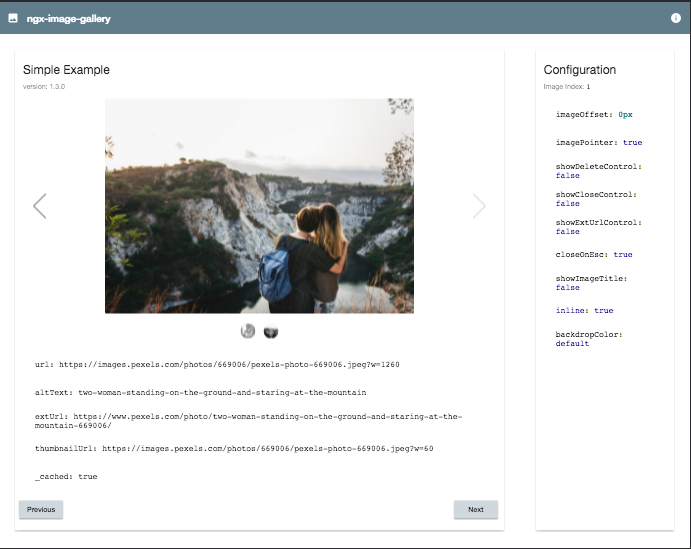 ngx-image-gallery
Simple Example
version: 1.3.0
url: https://images.pexels.com/photos/669006/pexels-photo-669006.jpeg?w=1260
altText: two-woman-standing-on-the-ground-and-staring-at-the-mountain
extUrl: https://www.pexels.com/photo/two-woman-standing-on-the-ground-and-staring-at-the-
mountain-669006/
thumbnailUrl: https://images.pexels.com/photos/669006/pexels-photo-669006.jpeg?w=60
_cached: true
Previous
Next
Configuration
Image Index: 1
imageOffset: 0px
imagePointer: true
showDeleteControl:
false
showCloseControl:
false
showExtUrlControl:
false
closeOnEsc: true
showImageTitle:
false
inline: true
backdropColor:
default